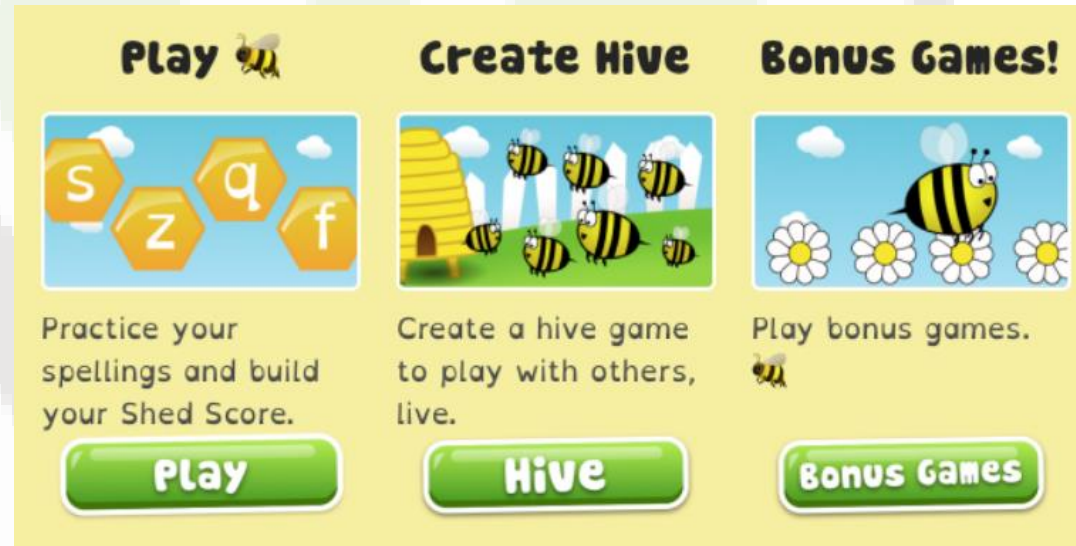 Play 🐝
s z q f
Practice your
spellings and build
your Shed Score.
Play
Create Hive
Create a hive game
to play with others,
live.
Hive
Bonus Games!
Play bonus games.
🐝
Bonus Games